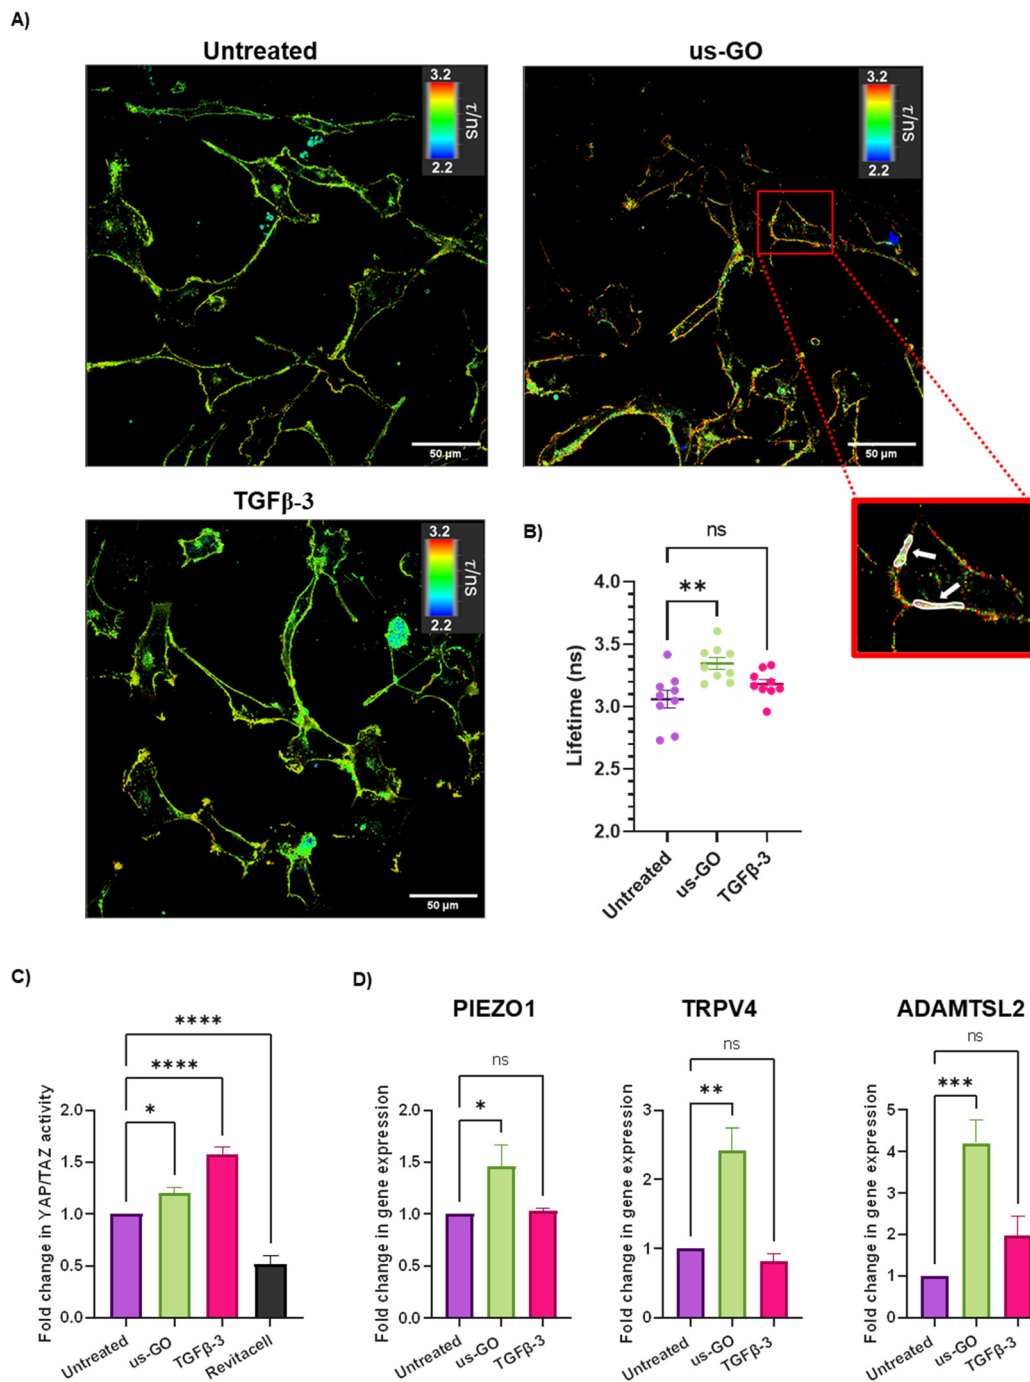 A)
Untreated
us-GO
3.2
τ/ns
2.2
50 µm
3.2
τ/ns
2.2
50 µm
TGFβ-3
3.2
τ/ns
2.2
50 µm
B)
ns
**
Lifetime (ns)
4.0
3.5
3.0
2.5
2.0
Untreated
us-GO
TGFβ-3
C)
****
****
*
Fold change in YAP/TAZ activity
2.0
1.5
1.0
0.5
0.0
Untreated
us-GO
TGFβ-3
Revitacell
D)
PIEZO1
ns
*
Fold change in gene expression
2.0
1.5
1.0
0.5
0.0
Untreated
us-GO
TGFβ-3
TRPV4
ns
**
Fold change in gene expression
3
2
1
0
Untreated
us-GO
TGFβ-3
ADAMTSL2
ns
***
Fold change in gene expression
5
4
3
2
1
0
Untreated
us-GO
TGFβ-3